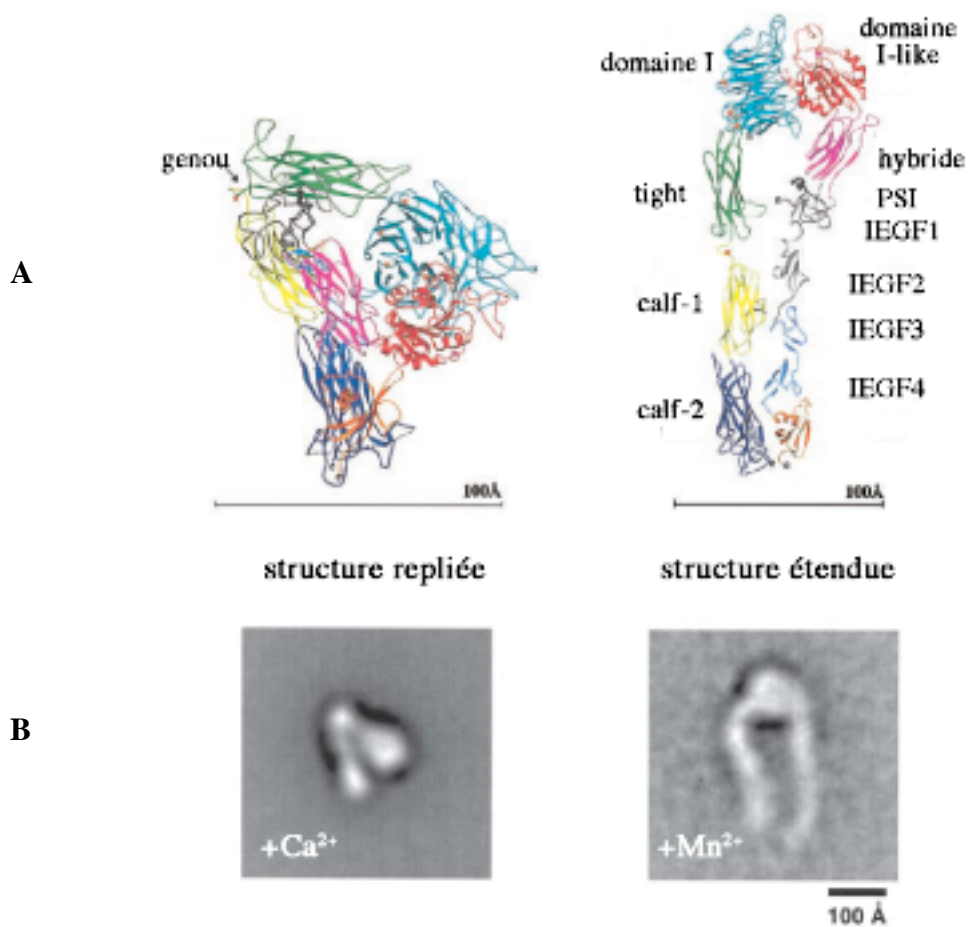 A
genou
100Å
structure repliée
domaine I
domaine
I-like
hybride
tight
PSI
IEGF1
IEGF2
calf-1
IEGF3
IEGF4
calf-2
100Å
structure étendue
B
+Ca²⁺
+Mn²⁺
100 Å